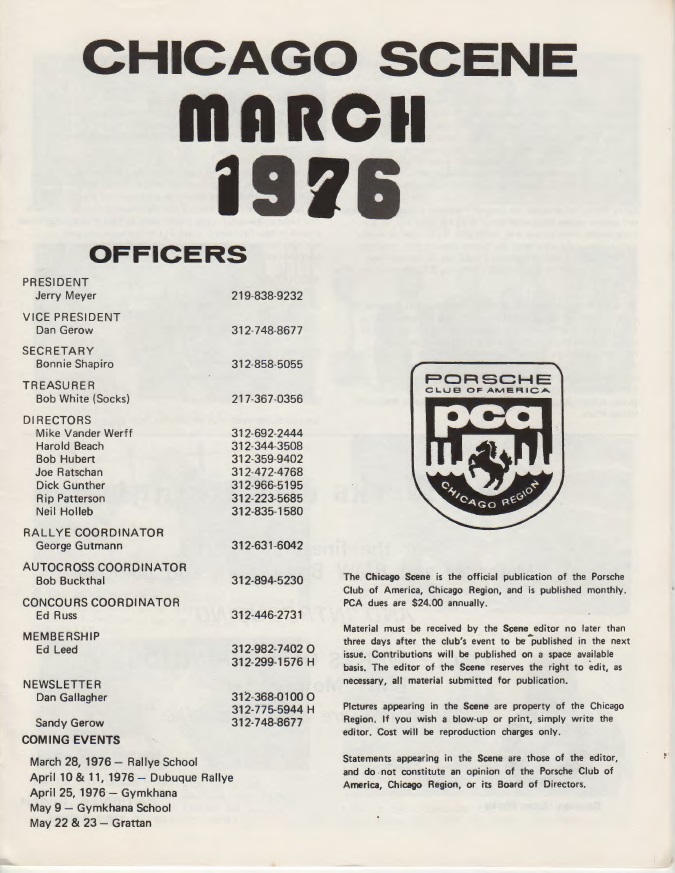 CHICAGO SCENE
MARCH
1976
OFFICERS
PRESIDENT
Jerry Meyer 219-838-9232
VICE PRESIDENT
Dan Gerow 312-748-8677
SECRETARY
Bonnie Shapiro 312-858-5055
TREASURER
Bob White (Socks) 217-367-0356
DIRECTORS
Mike Vander Werff 312-692-2444
Harold Beach 312-344-3508
Bob Hubert 312-359-9402
Joe Ratschan 312-472-4768
Dick Gunther 312-966-5195
Rip Patterson 312-223-5685
Neil Holleb 312-835-1580
RALLYE COORDINATOR
George Gutmann 312-631-6042
AUTOCROSS COORDINATOR
Bob Buckthal 312-894-5230
CONCOURS COORDINATOR
Ed Russ 312-446-2731
MEMBERSHIP
Ed Leed 312-982-7402 O
312-299-1576 H
NEWSLETTER
Dan Gallagher 312-368-0100 O
312-775-5944 H
Sandy Gerow 312-748-8677
COMING EVENTS
March 28, 1976 — Rallye School
April 10 & 11, 1976 — Dubuque Rallye
April 25, 1976 — Gymkhana
May 9 — Gymkhana School
May 22 & 23 — Grattan
PORSCHE
CLUB OF AMERICA
pca
CHICAGO REGION
The Chicago Scene is the official publication of the Porsche
Club of America, Chicago Region, and is published monthly.
PCA dues are $24.00 annually.
Material must be received by the Scene editor no later than
three days after the club's event to be published in the next
issue. Contributions will be published on a space available
basis. The editor of the Scene reserves the right to edit, as
necessary, all material submitted for publication.
Pictures appearing in the Scene are property of the Chicago
Region. If you wish a blow-up or print, simply write the
editor. Cost will be reproduction charges only.
Statements appearing in the Scene are those of the editor,
and do not constitute an opinion of the Porsche Club of
America, Chicago Region, or its Board of Directors.